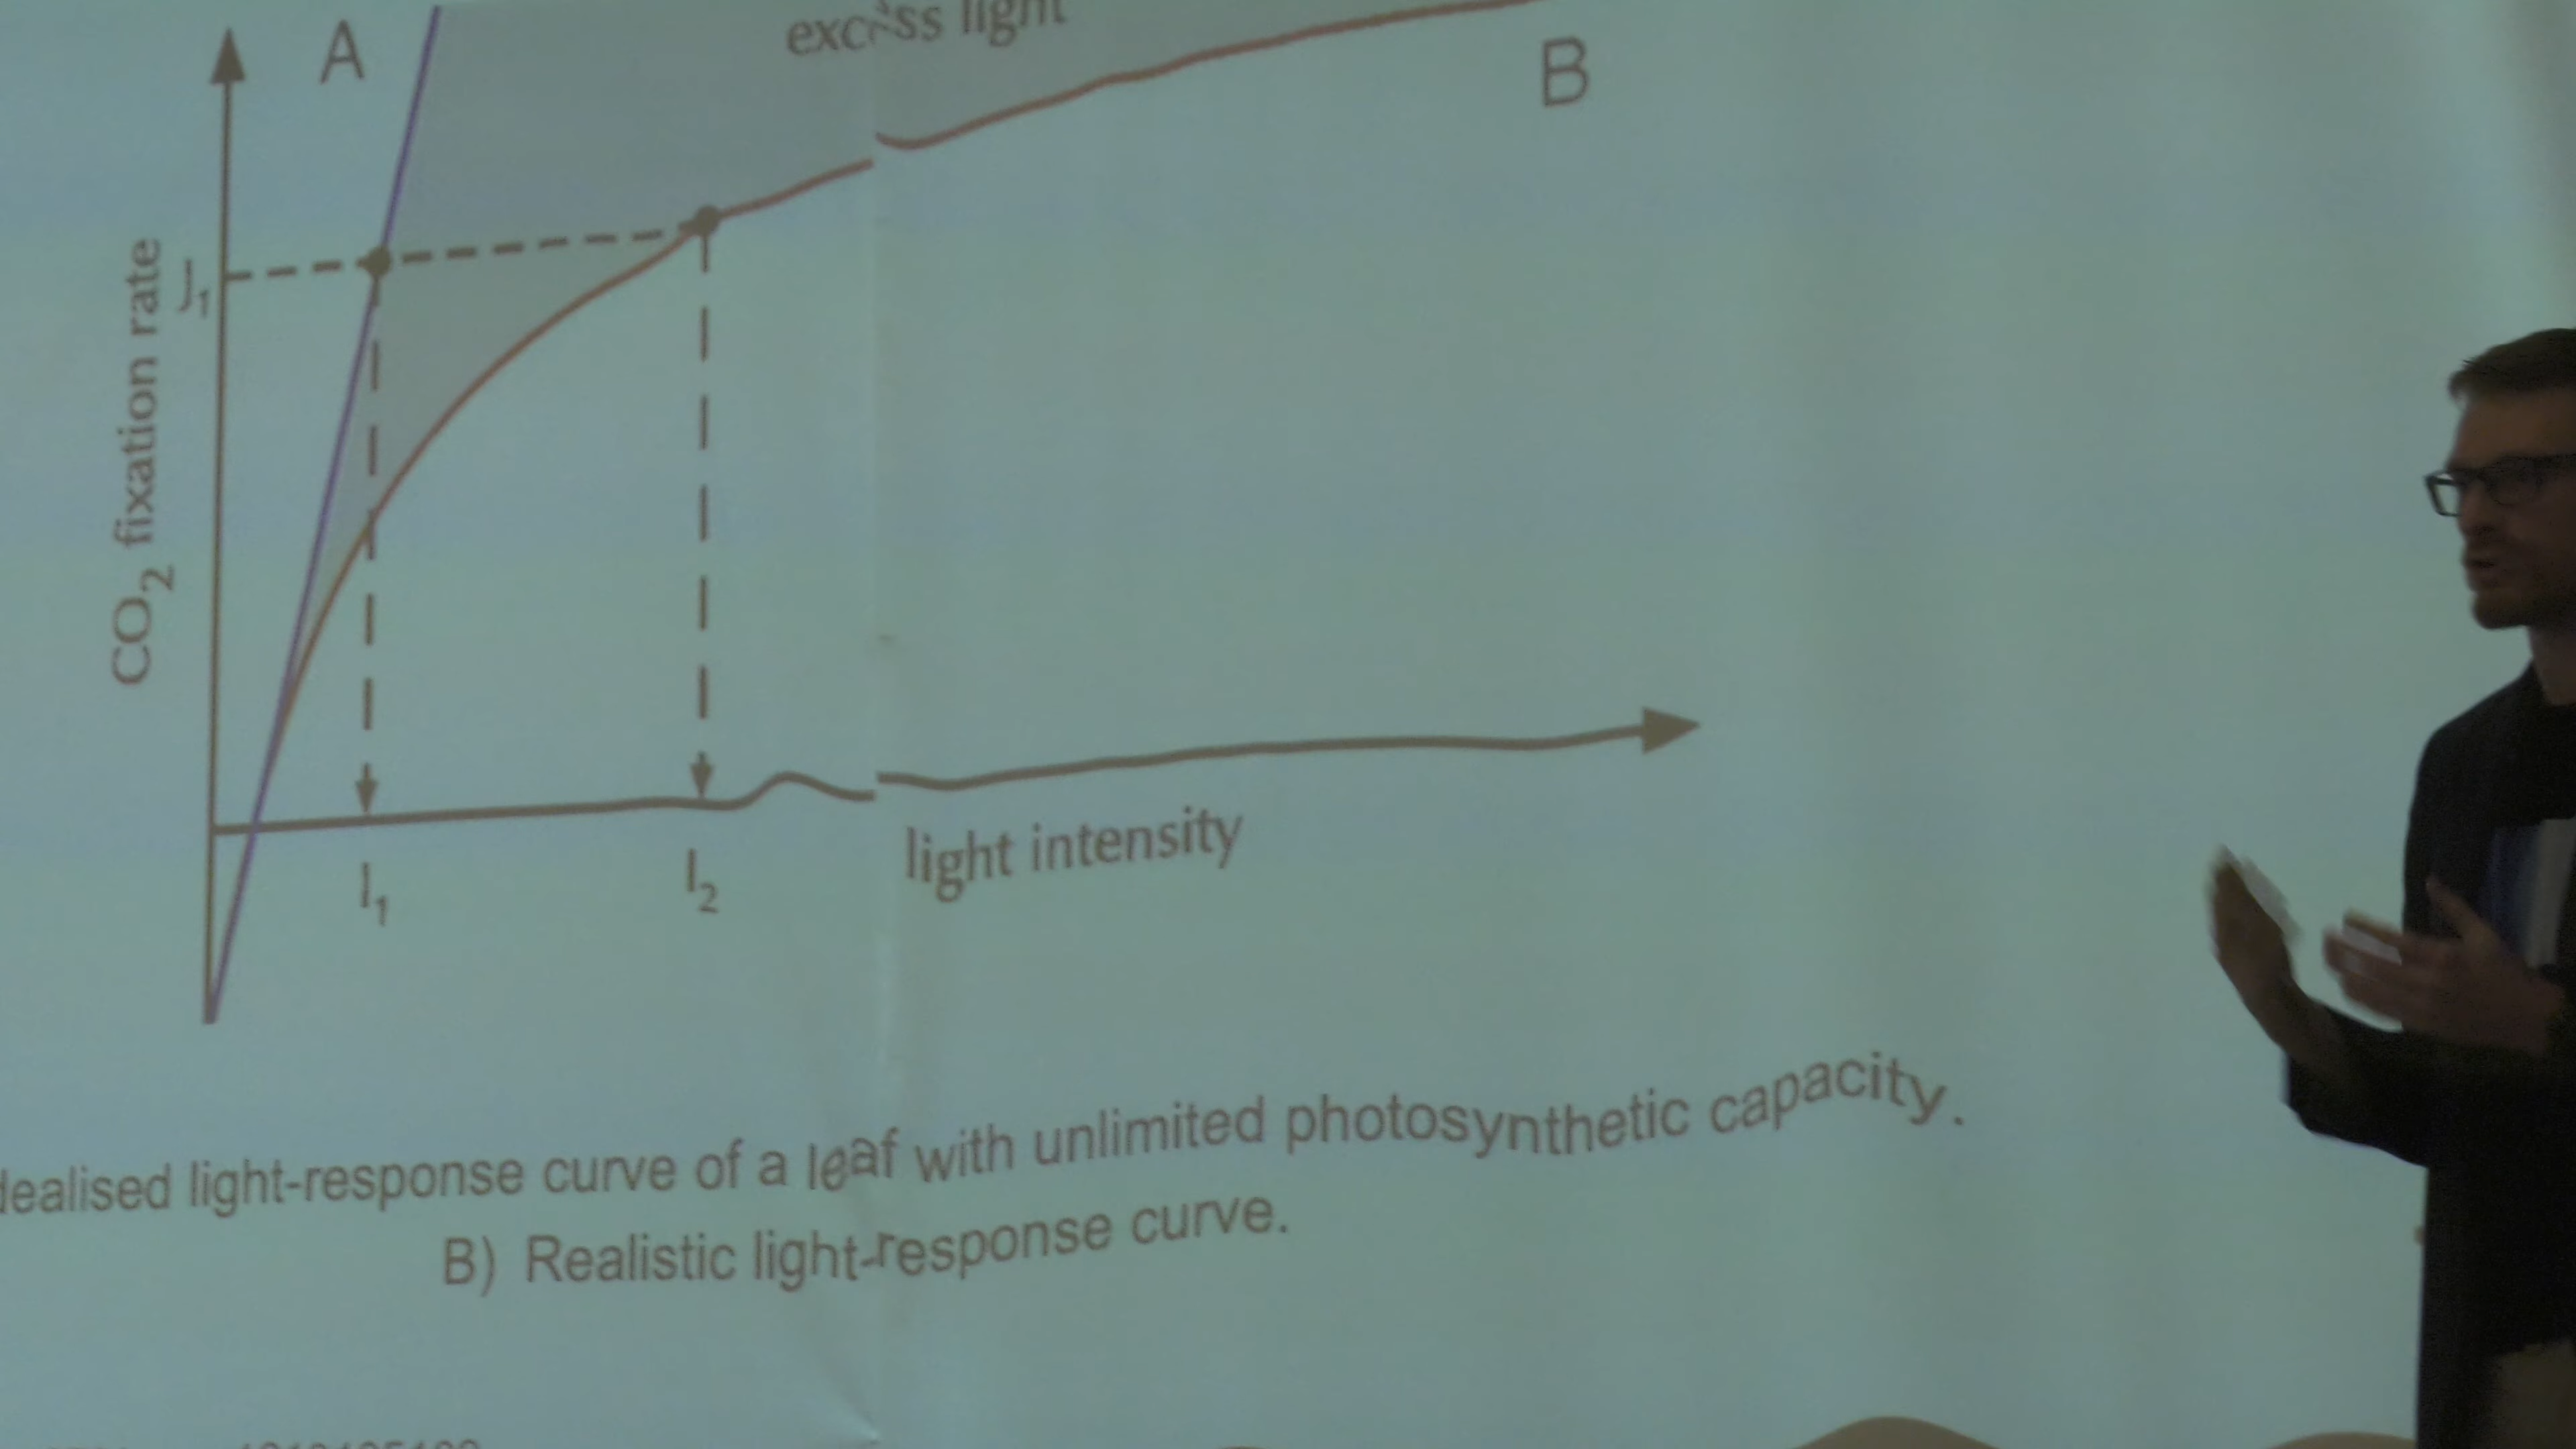 A
excess light
B
CO₂ fixation rate
J₁
I₁
I₂
light intensity
dealised light-response curve of a leaf with unlimited photosynthetic capacity.
B) Realistic light-response curve.